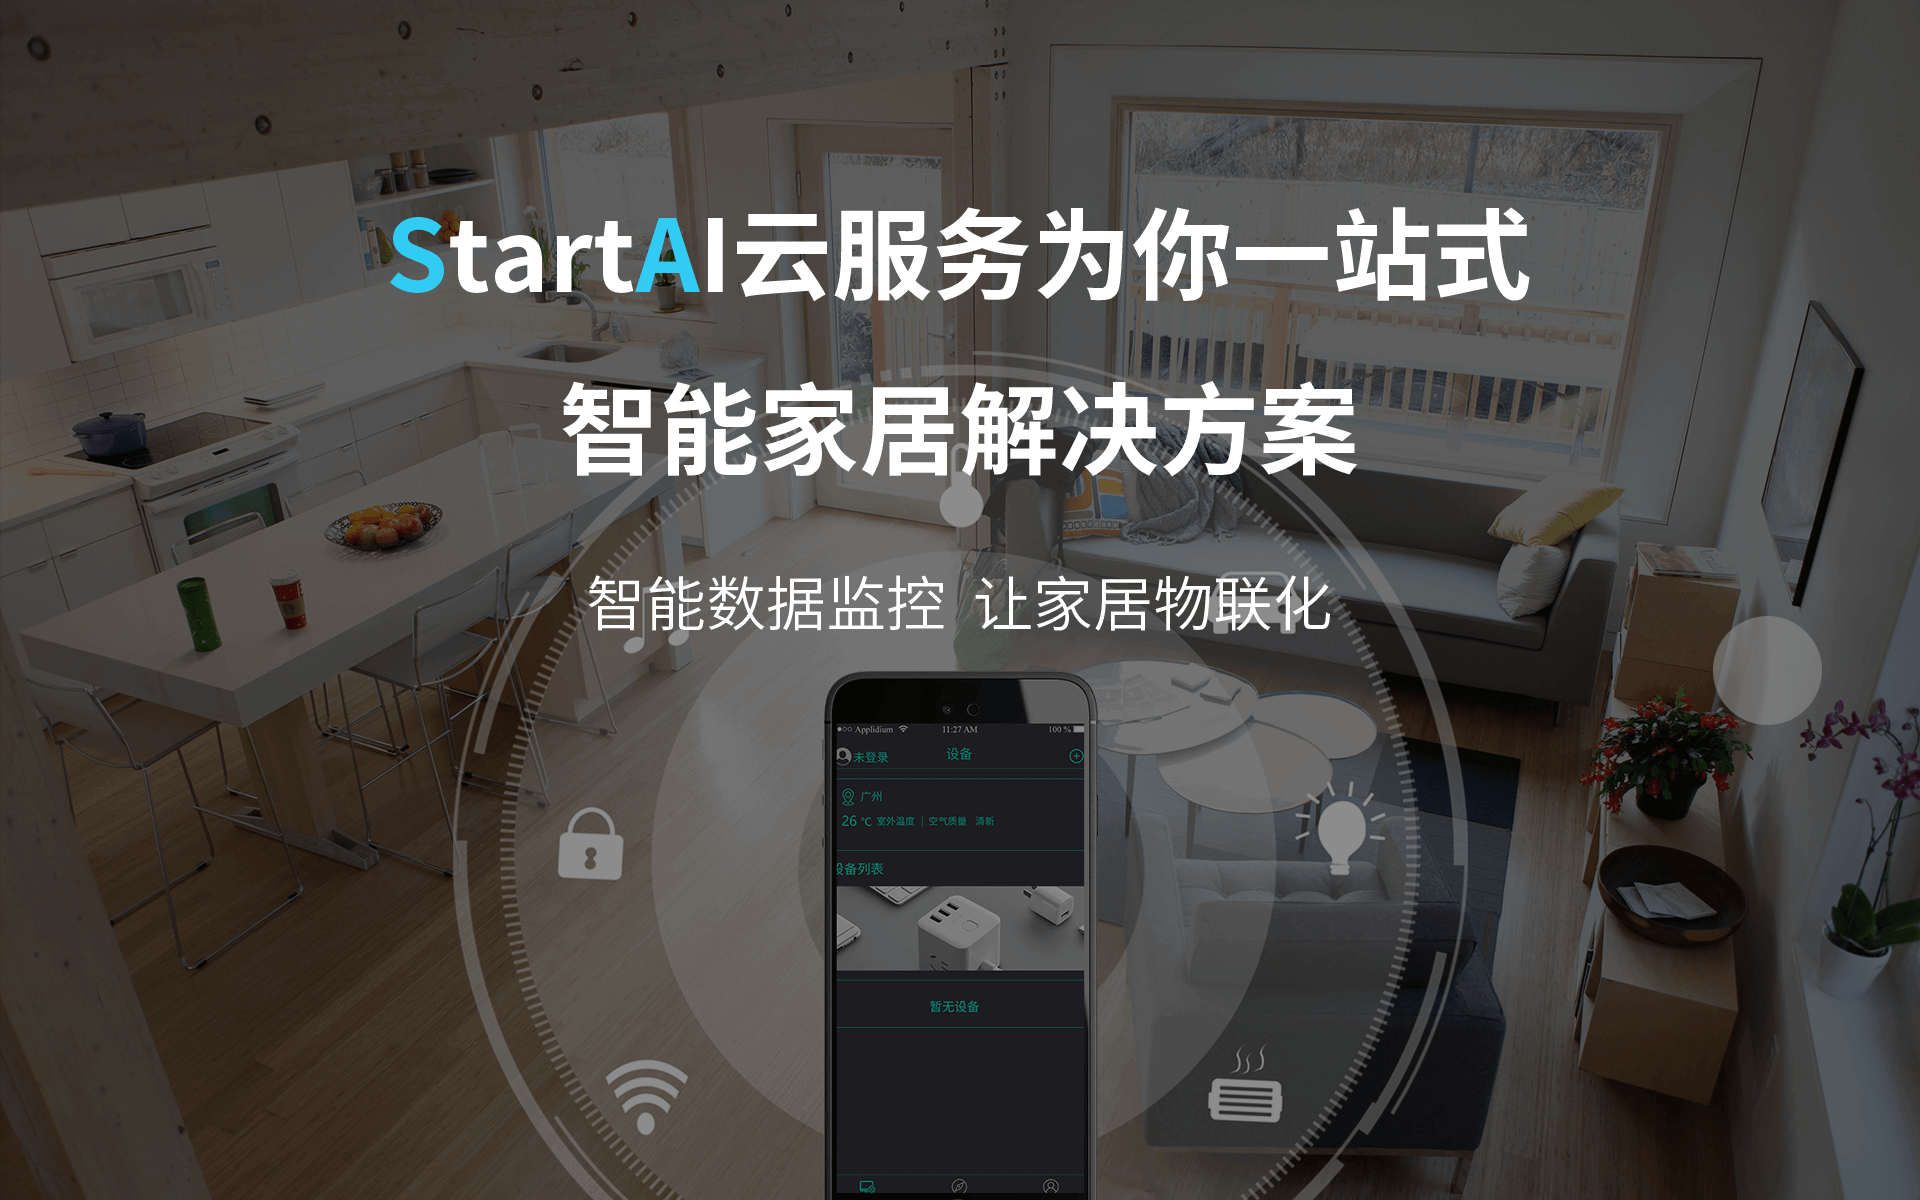 StartAI云服务为你一站式
智能家居解决方案
智能数据监控 让家居物联化
Applidium 11:27 AM 100 %
未登录 设备
广州
26 ℃ 室外温度 | 空气质量 清新
设备列表
暂无设备